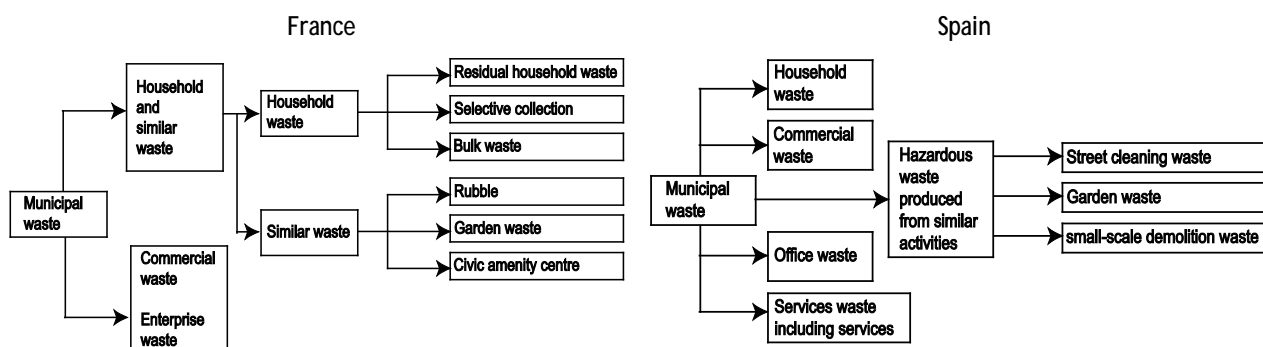 France
Household
and
similar
waste
Household
waste
Residual household waste
Selective collection
Bulk waste
Municipal
waste
Similar waste
Rubble
Garden waste
Civic amenity centre
Commercial
waste
Enterprise
waste
Spain
Household
waste
Commercial
waste
Municipal
waste
Hazardous
waste
produced
from similar
activities
Street cleaning waste
Garden waste
small-scale demolition waste
Office waste
Services waste
including services